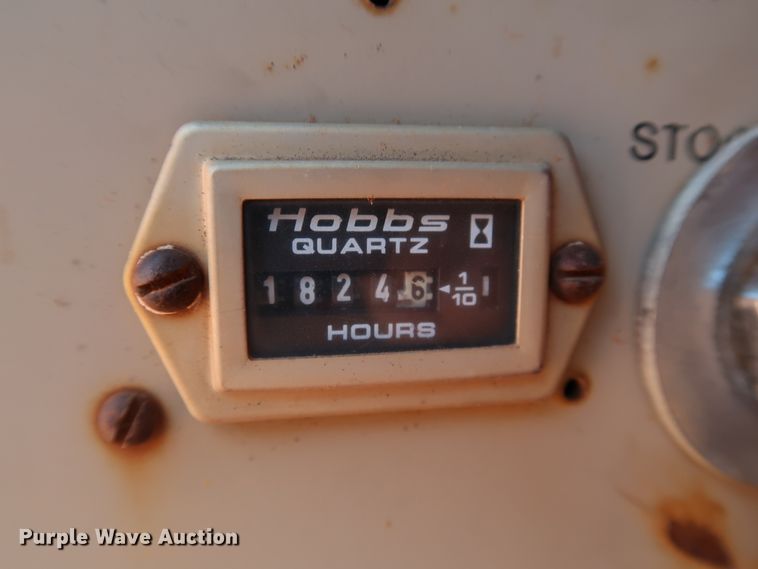 STO
Hobbs
QUARTZ
1 8 2 4 6 1/10
HOURS
Purple Wave Auction